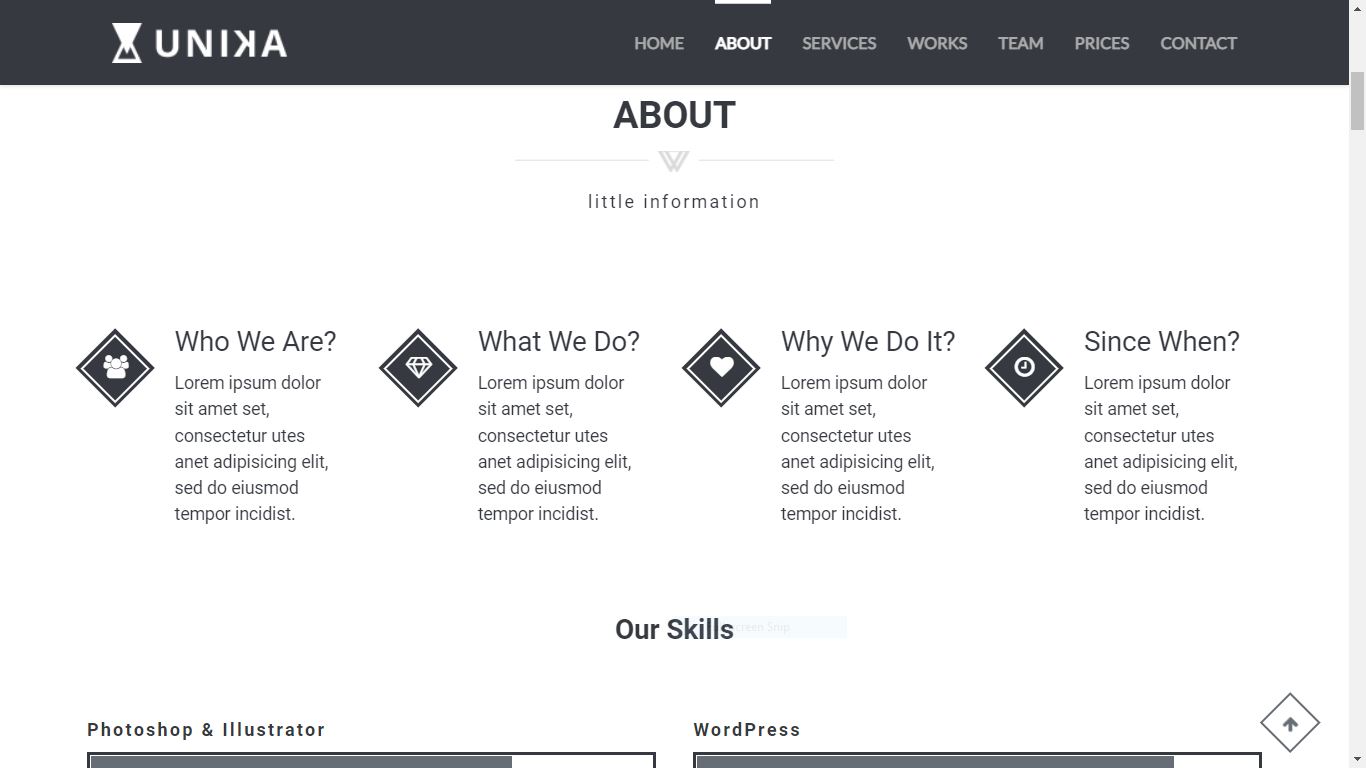 UNIKA
HOME ABOUT SERVICES WORKS TEAM PRICES CONTACT
ABOUT
little information
Who We Are?
Lorem ipsum dolor
sit amet set,
consectetur utes
anet adipisicing elit,
sed do eiusmod
tempor incidist.
What We Do?
Lorem ipsum dolor
sit amet set,
consectetur utes
anet adipisicing elit,
sed do eiusmod
tempor incidist.
Why We Do It?
Lorem ipsum dolor
sit amet set,
consectetur utes
anet adipisicing elit,
sed do eiusmod
tempor incidist.
Since When?
Lorem ipsum dolor
sit amet set,
consectetur utes
anet adipisicing elit,
sed do eiusmod
tempor incidist.
Our Skills
Snip
Photoshop & Illustrator
WordPress